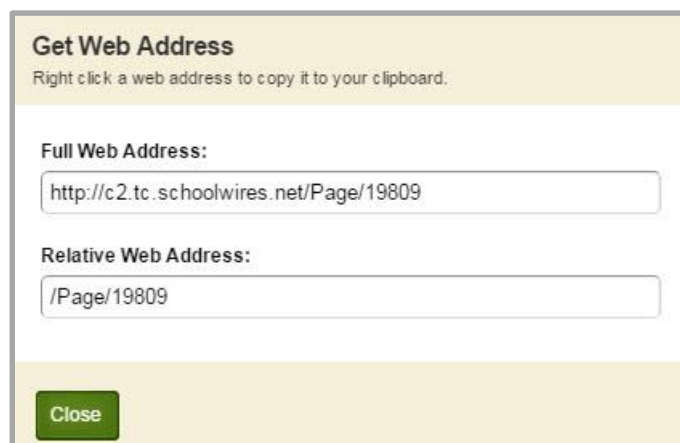 Get Web Address
Right click a web address to copy it to your clipboard.
Full Web Address:
http://c2.tc.schoolwires.net/Page/19809
Relative Web Address:
/Page/19809
Close